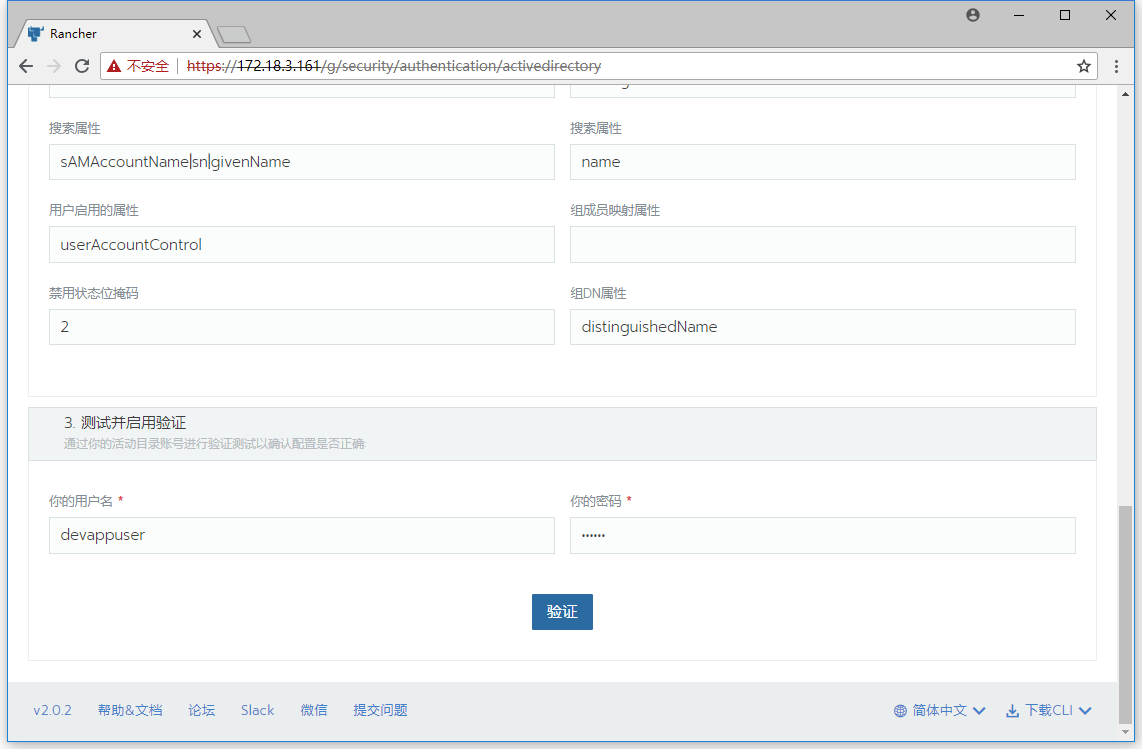 Rancher
不安全 https://172.18.3.161/g/security/authentication/activedirectory
搜索属性 搜索属性
sAMAccountName|sn|givenName name
用户启用的属性 组成员映射属性
userAccountControl
禁用状态位掩码 组DN属性
2 distinguishedName
3. 测试并启用验证
通过你的活动目录账号进行验证测试以确认配置是否正确:
你的用户名 * 你的密码 *
devappuser ••••••
验证
v2.0.2 帮助&文档 论坛 Slack 微信 提交问题 简体中文 下载CLI